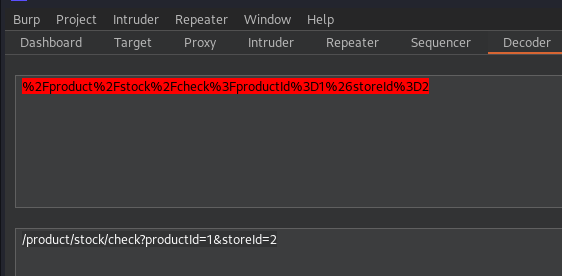 Burp Project Intruder Repeater Window Help
Dashboard Target Proxy Intruder Repeater Sequencer Decoder
%2Fproduct%2Fstock%2Fcheck%3FproductId%3D1%26storeId%3D2
/product/stock/check?productId=1&storeId=2